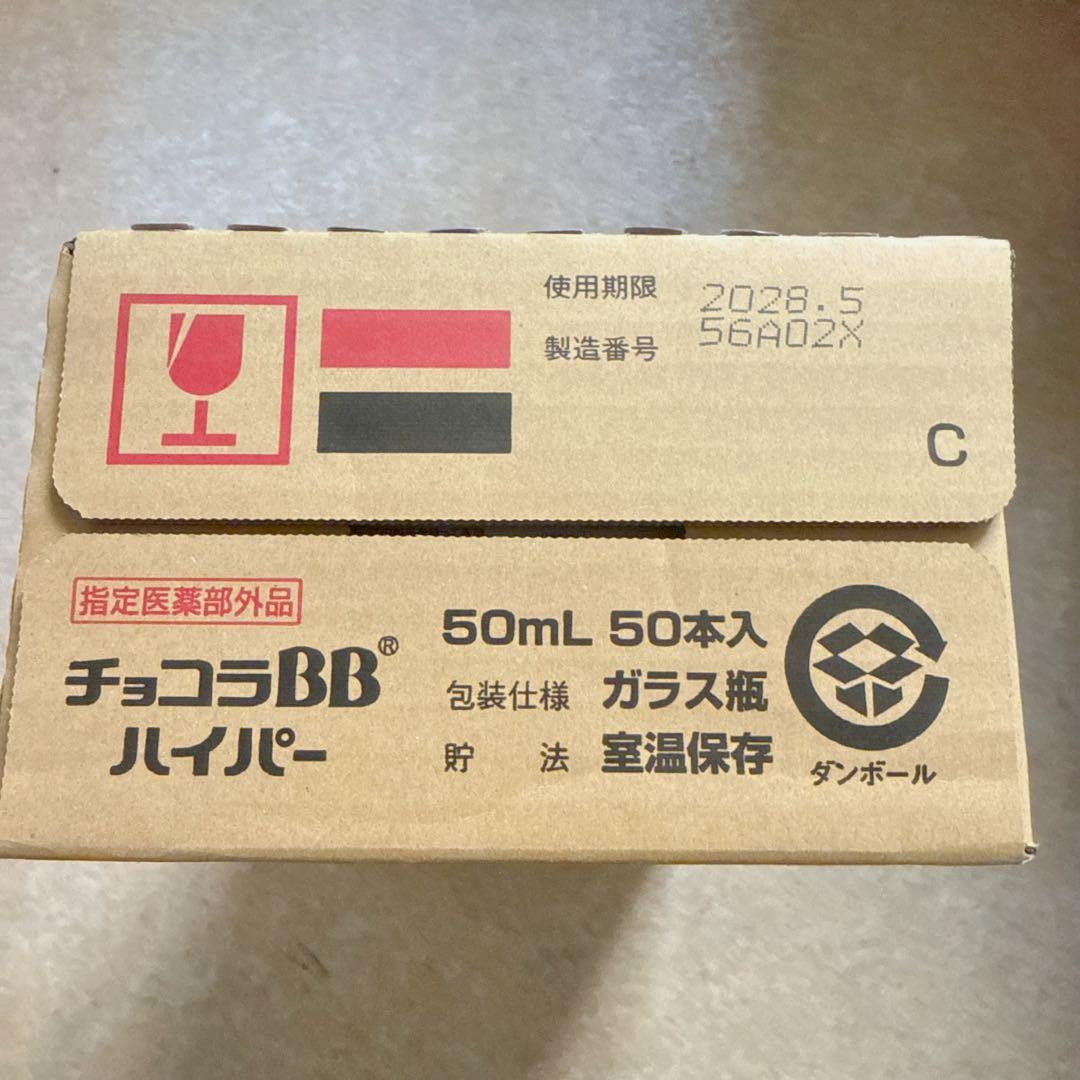 使用期限 2028.5
製造番号 56A02X
C
指定医薬部外品
チョコラBB®
ハイパー
50mL 50本入
包装仕様 ガラス瓶
貯 法 室温保存
ダンボール